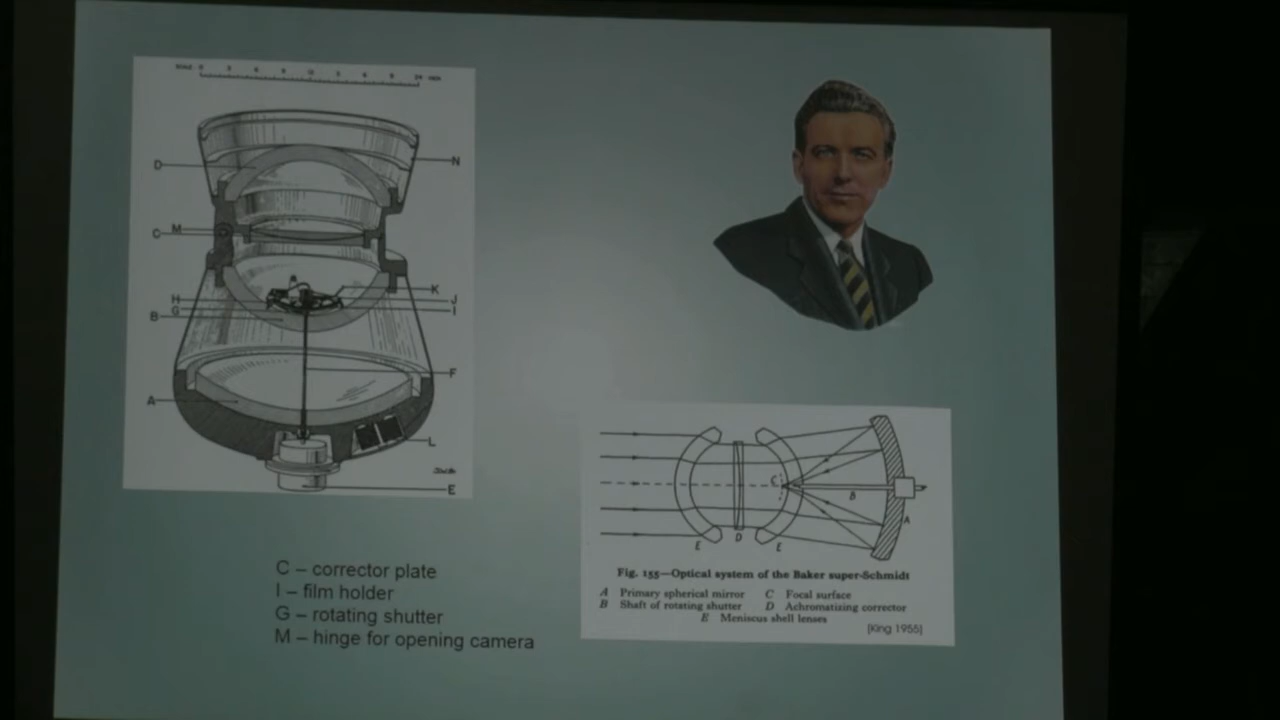 SCALE
D
N
C
M
K
H
J
G
I
B
F
A
L
E
C – corrector plate
I – film holder
G – rotating shutter
M – hinge for opening camera
C
B
A
E
D
E
Fig. 155—Optical system of the Baker super-Schmidt
A Primary spherical mirror C Focal surface
B Shaft of rotating shutter D Achromatizing corrector
E Meniscus shell lenses
[King 1955]